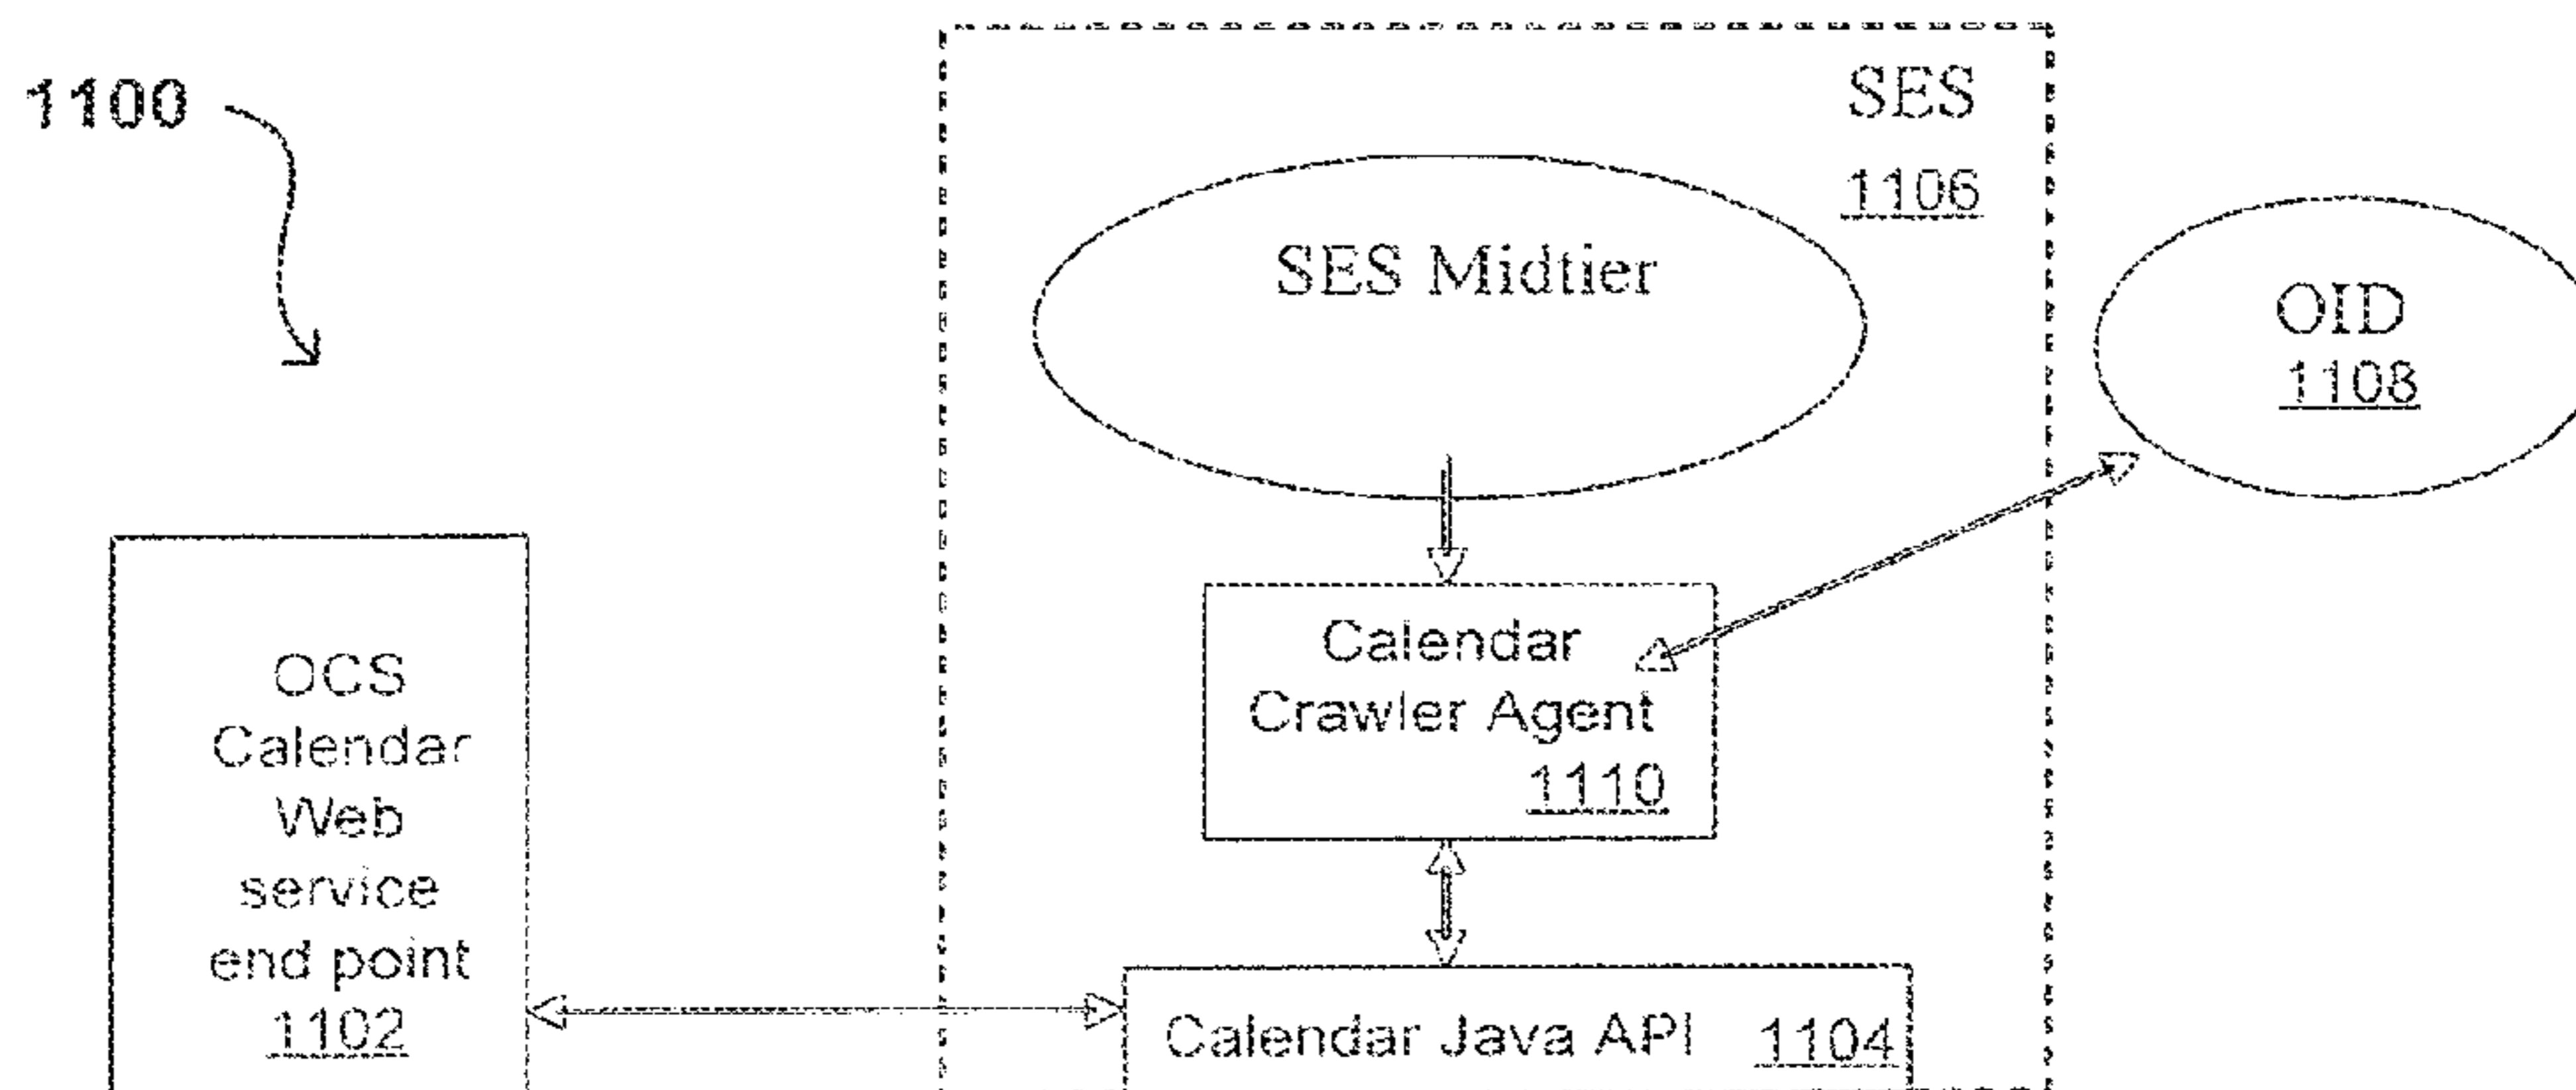 1100
SES
1106
SES Midtier
OID
1108
Calendar
Crawler Agent
1110
OCS
Calendar
Web
service
end point
1102
Calendar Java API 1104